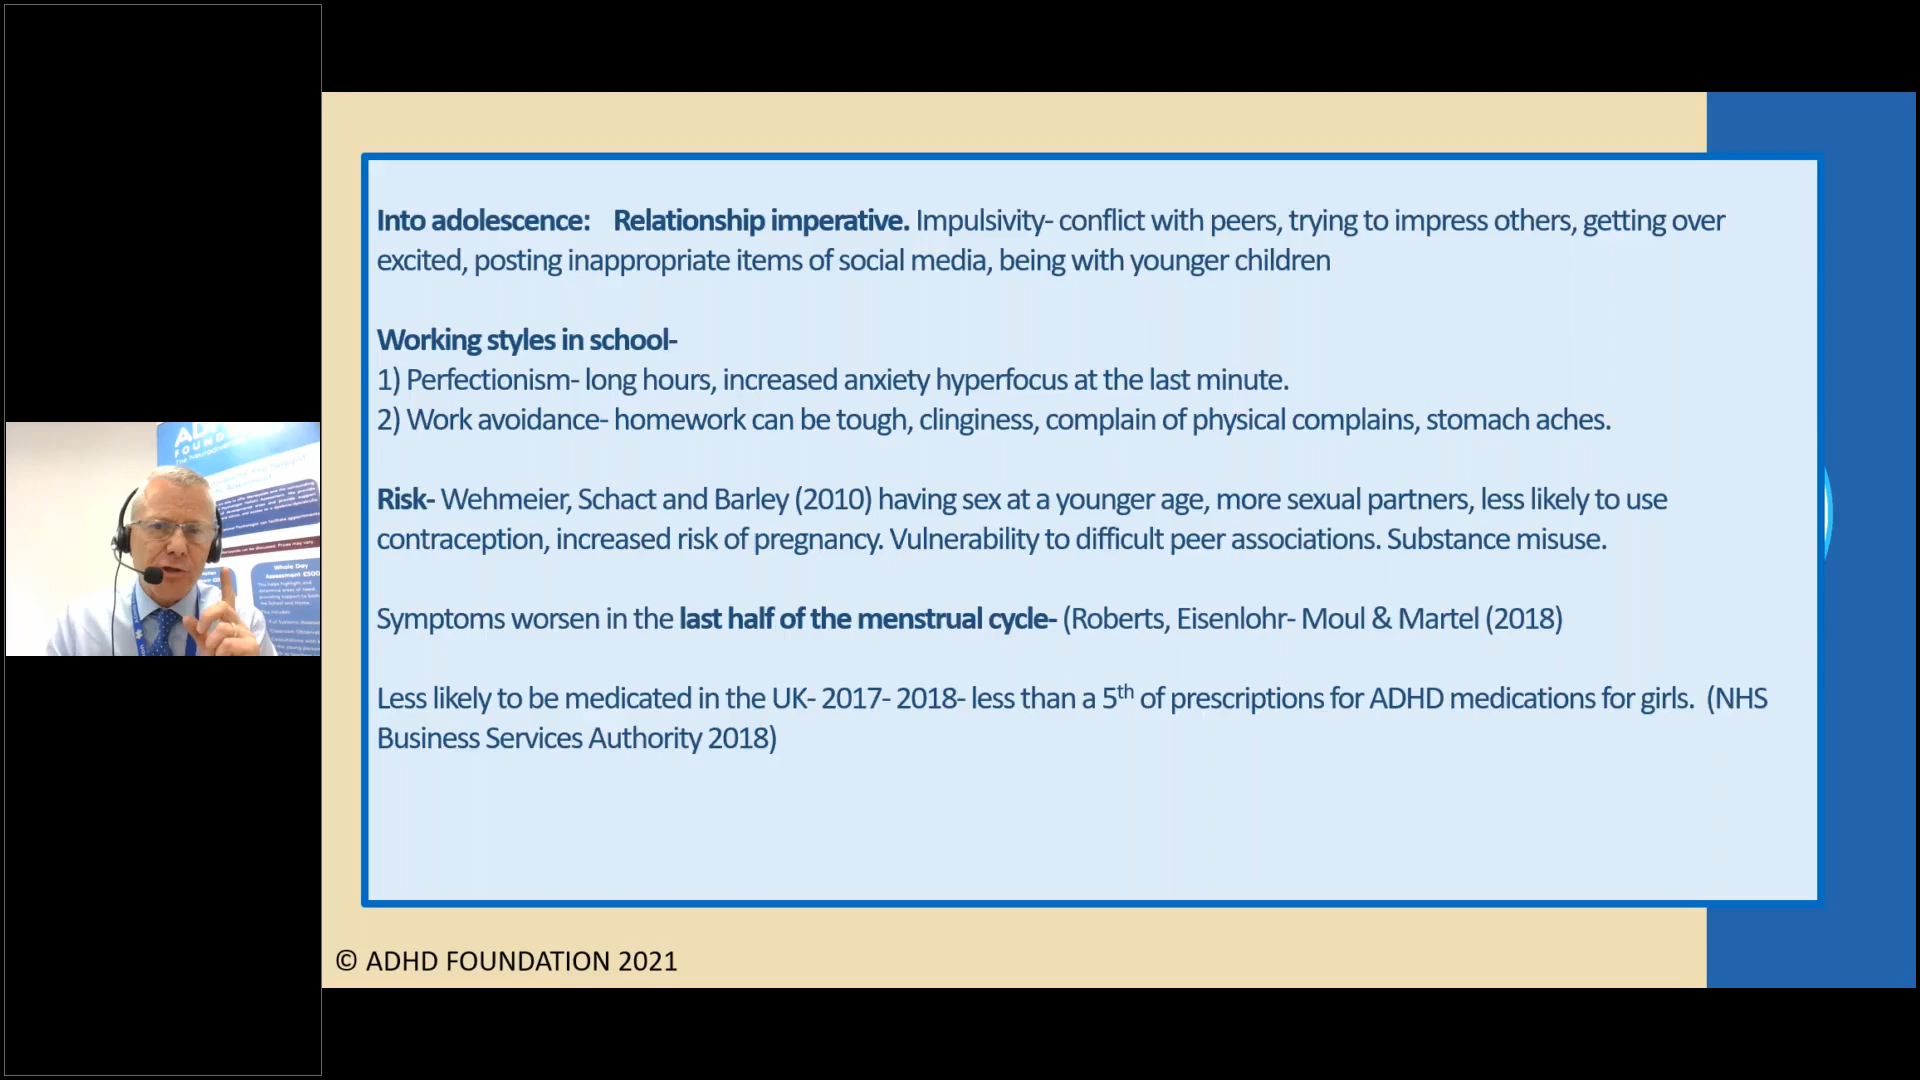 Into adolescence: Relationship imperative. Impulsivity- conflict with peers, trying to impress others, getting over
excited, posting inappropriate items of social media, being with younger children
Working styles in school-
1) Perfectionism- long hours, increased anxiety hyperfocus at the last minute.
2) Work avoidance- homework can be tough, clinginess, complain of physical complains, stomach aches.
Risk- Wehmeier, Schact and Barley (2010) having sex at a younger age, more sexual partners, less likely to use
contraception, increased risk of pregnancy. Vulnerability to difficult peer associations. Substance misuse.
Symptoms worsen in the last half of the menstrual cycle- (Roberts, Eisenlohr- Moul & Martel (2018)
Less likely to be medicated in the UK- 2017- 2018- less than a 5th of prescriptions for ADHD medications for girls. (NHS
Business Services Authority 2018)
© ADHD FOUNDATION 2021
Whole Day
Assessment £500